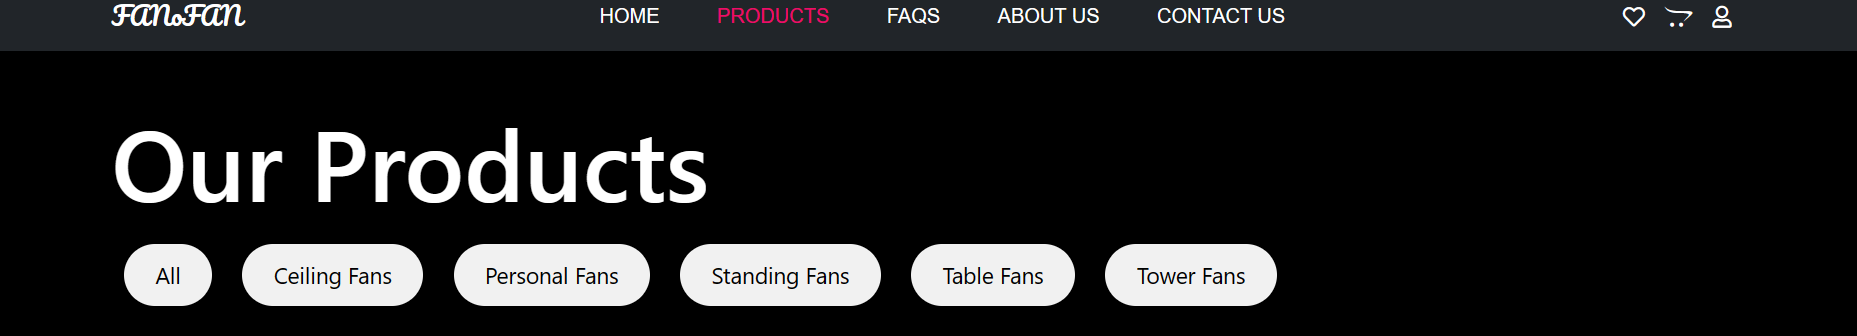 FANoFAN HOME PRODUCTS FAQS ABOUT US CONTACT US
Our Products
All Ceiling Fans Personal Fans Standing Fans Table Fans Tower Fans